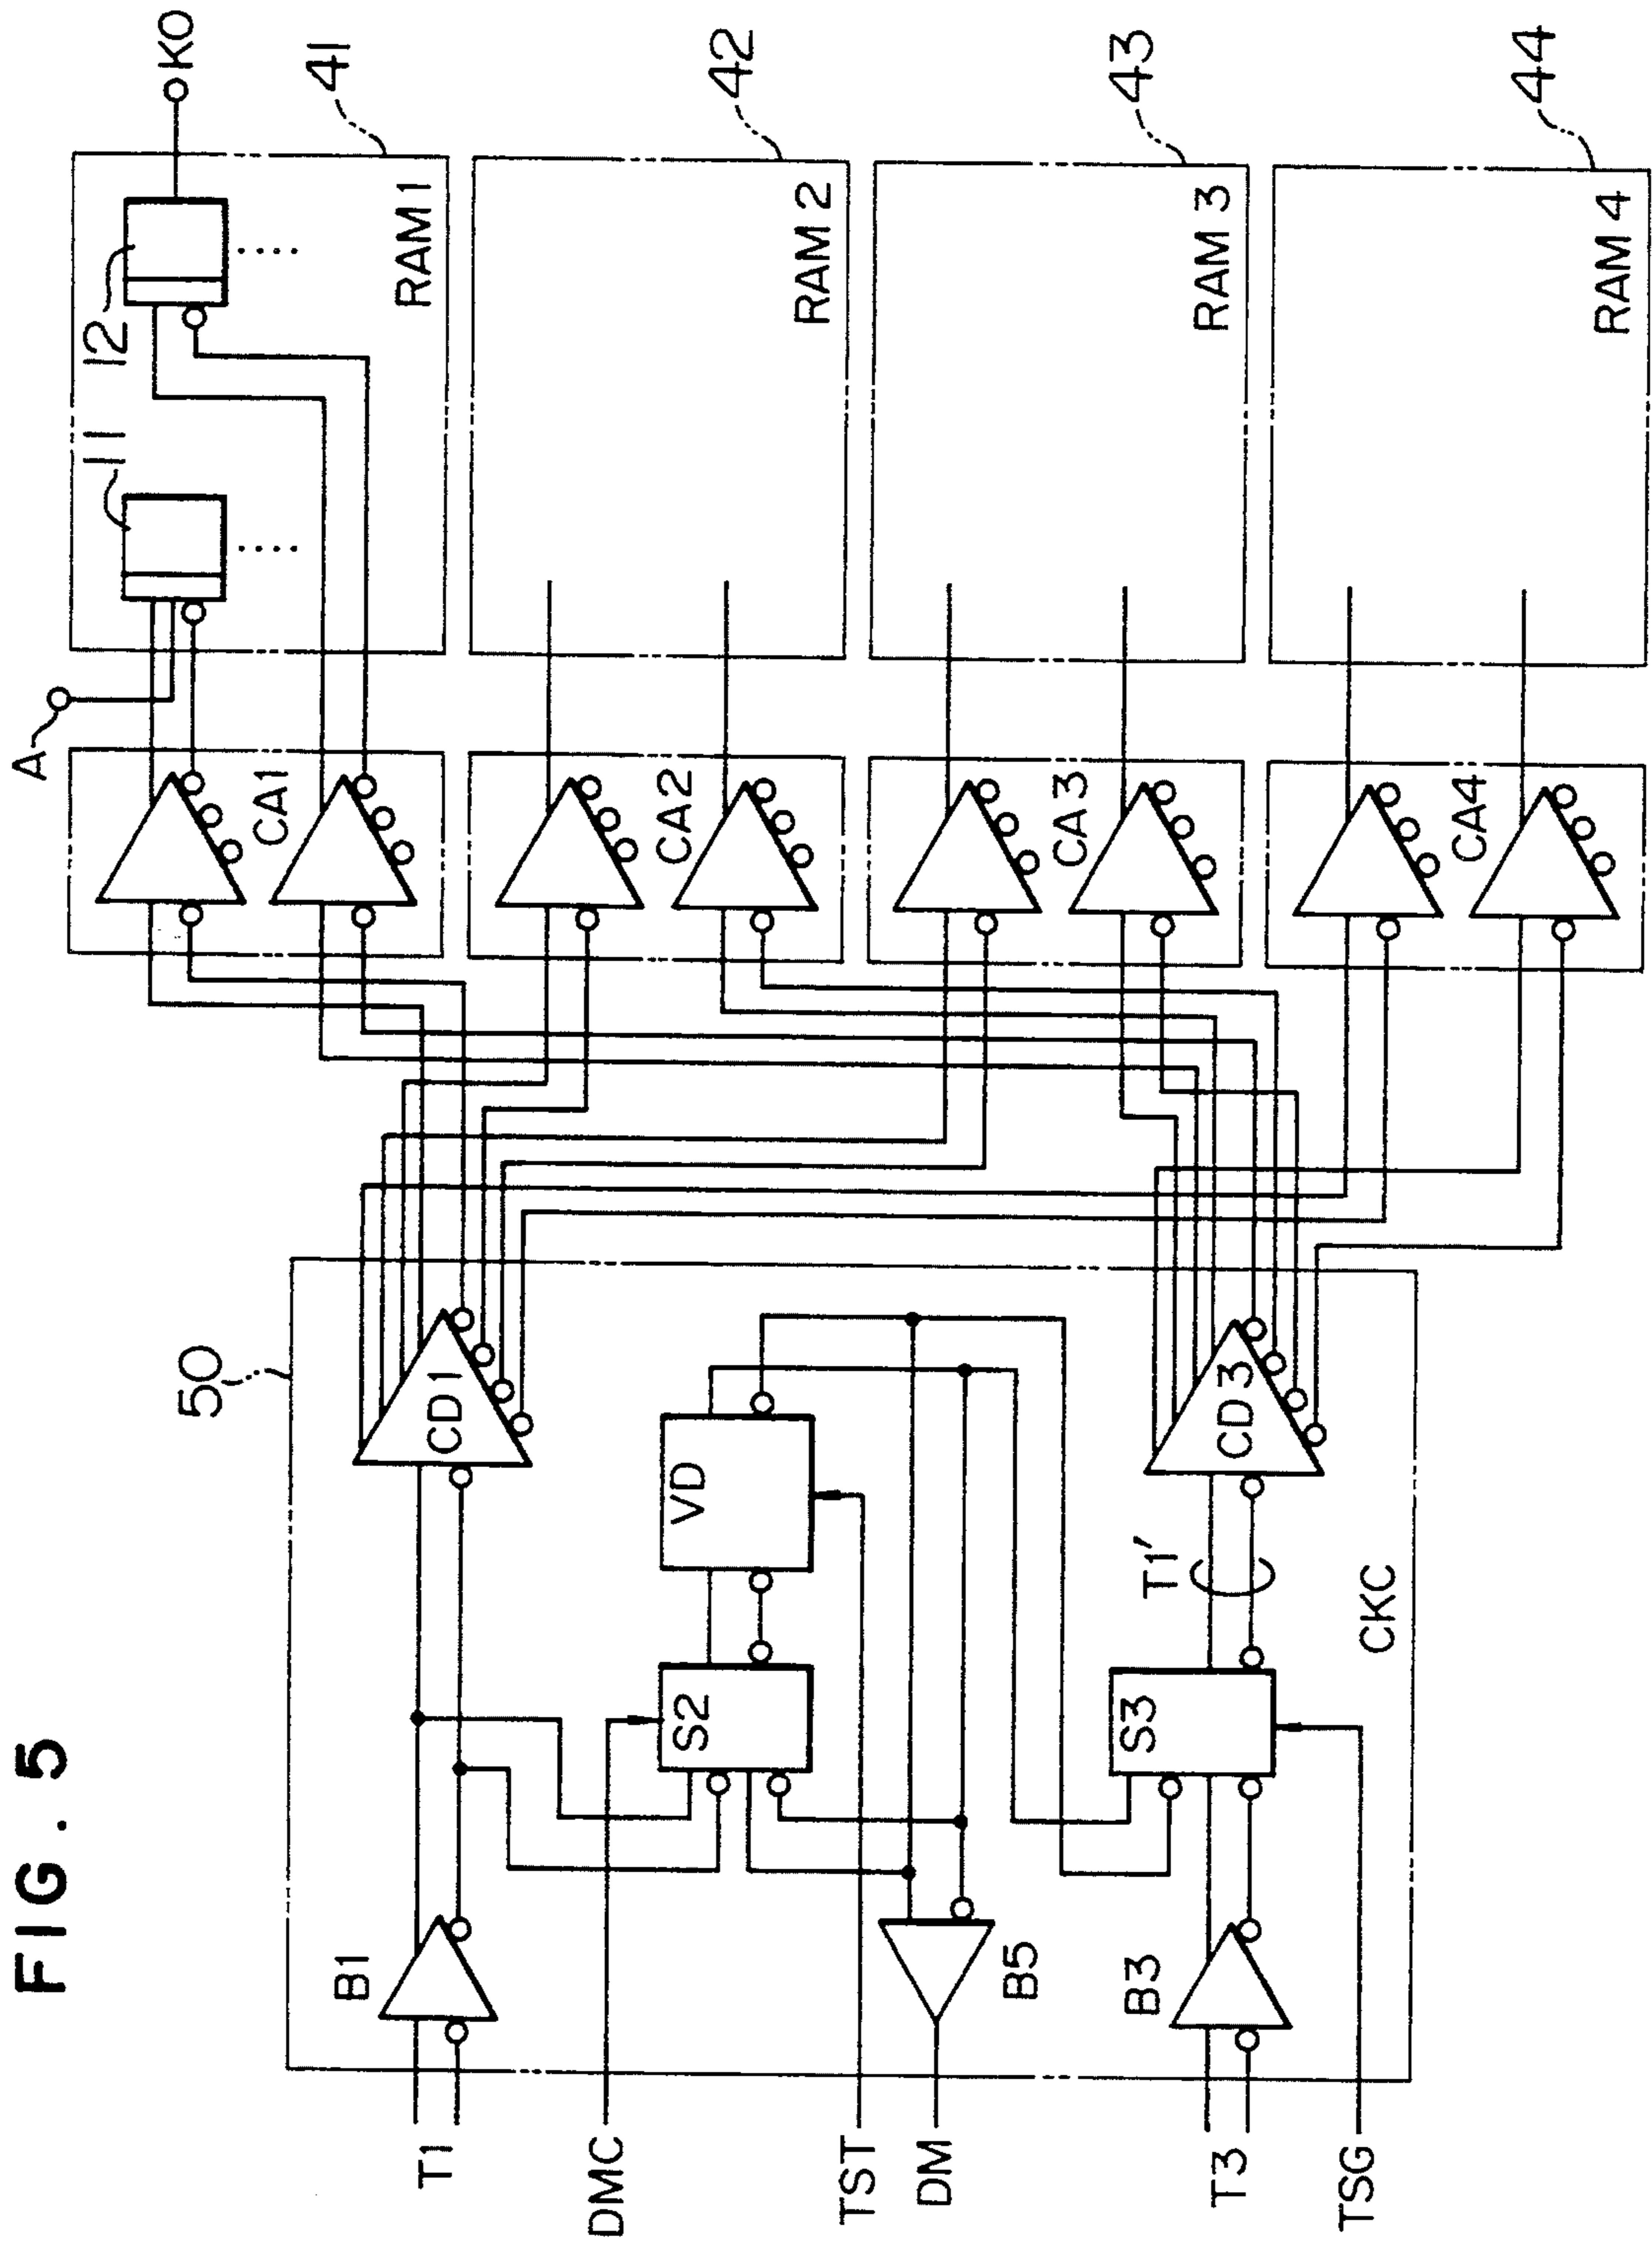 FIG. 5
T1
DMC
TST
DM
T3
TSG
50
B1
CD1
S2
VD
B5
B3
S3
T1'
CD3
CKC
A
CA1
CA2
CA3
CA4
11
12
KO
RAM 1
41
RAM 2
42
RAM 3
43
RAM 4
44